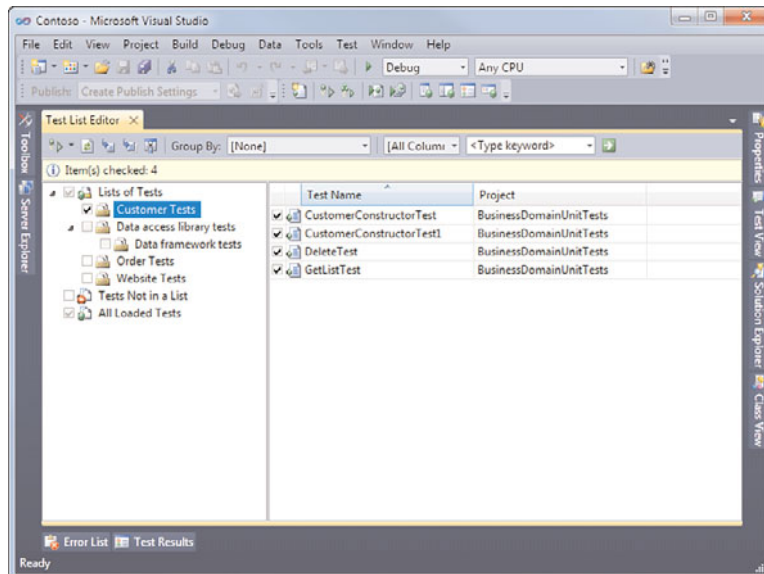 Contoso - Microsoft Visual Studio
File Edit View Project Build Debug Data Tools Test Window Help
Debug Any CPU
Publish: Create Publish Settings
Test List Editor
Group By: [None] [All Colum <Type keyword>
Item(s) checked: 4
Lists of Tests
Customer Tests
Data access library tests
Data framework tests
Order Tests
Website Tests
Tests Not in a List
All Loaded Tests
Test Name Project
CustomerConstructorTest BusinessDomainUnitTests
CustomerConstructorTest1 BusinessDomainUnitTests
DeleteTest BusinessDomainUnitTests
GetListTest BusinessDomainUnitTests
Toolbox
Server Explorer
Properties
Test View
Solution Explorer
Class View
Error List Test Results
Ready